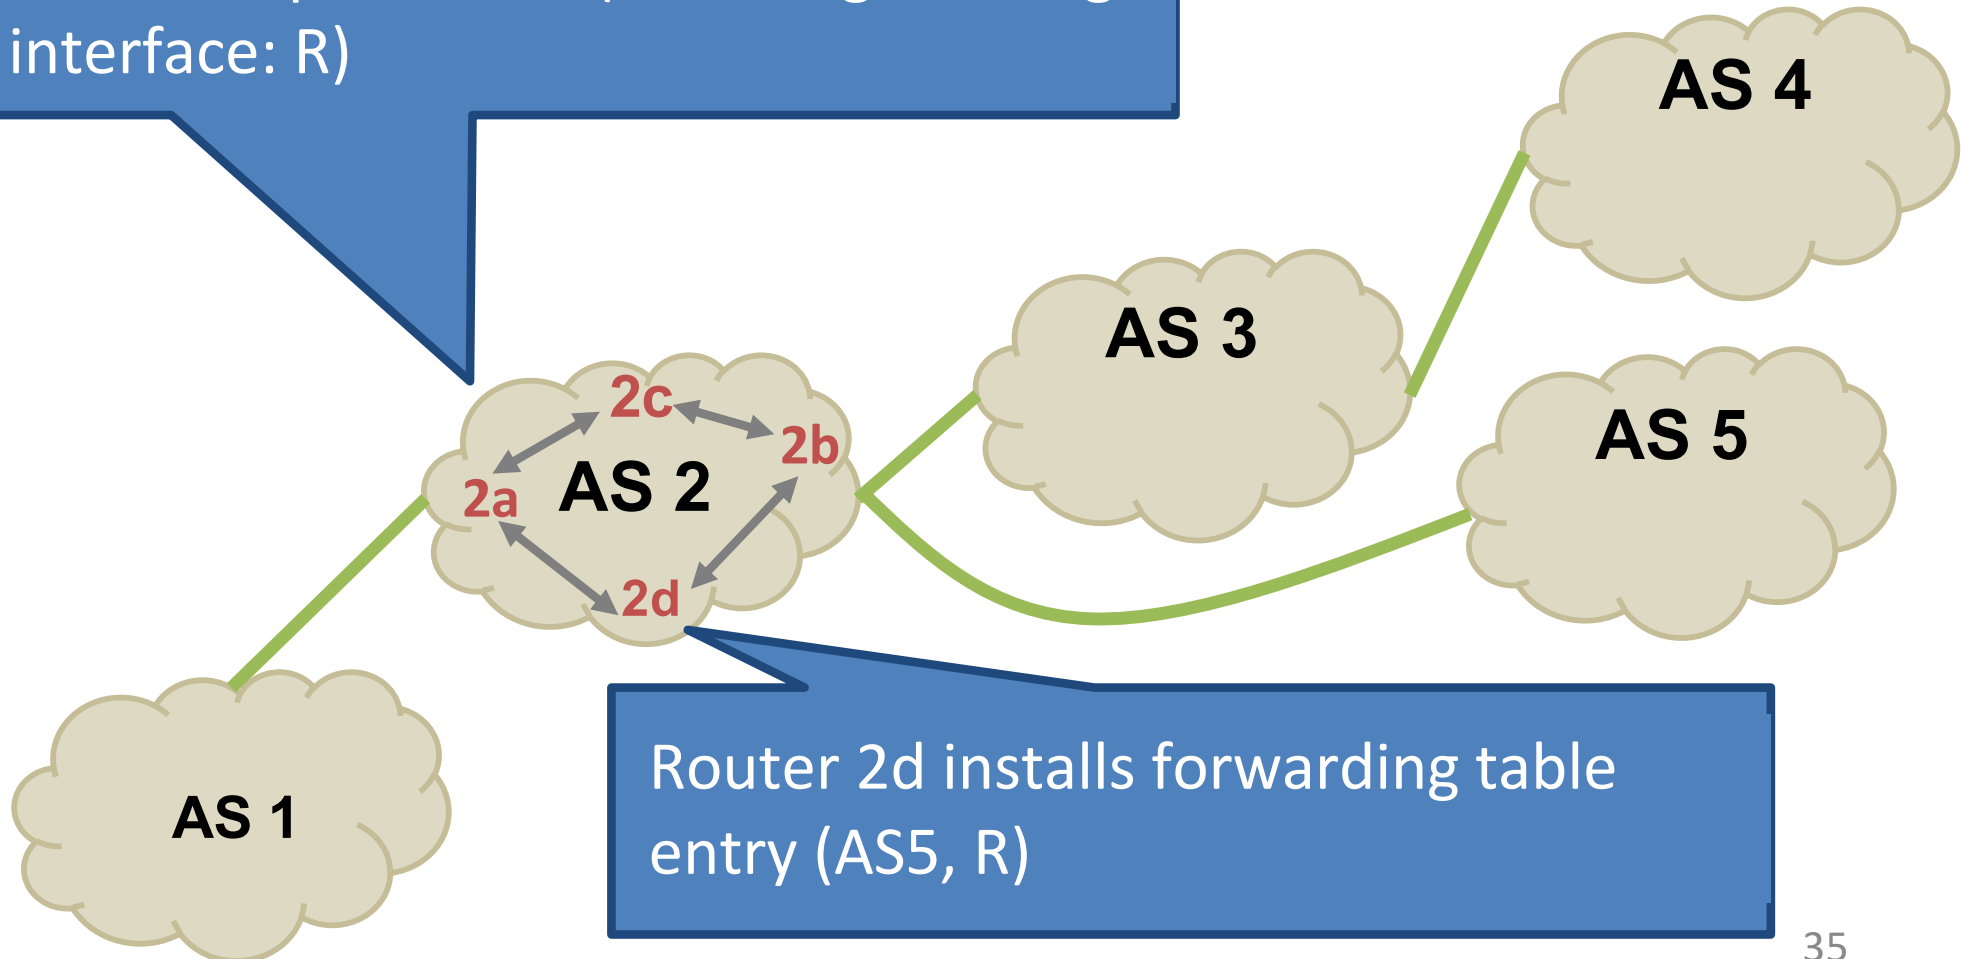 interface: R)
AS 4
AS 3
2c
AS 5
2b
2a
AS 2
2d
Router 2d installs forwarding table
entry (AS5, R)
AS 1
35